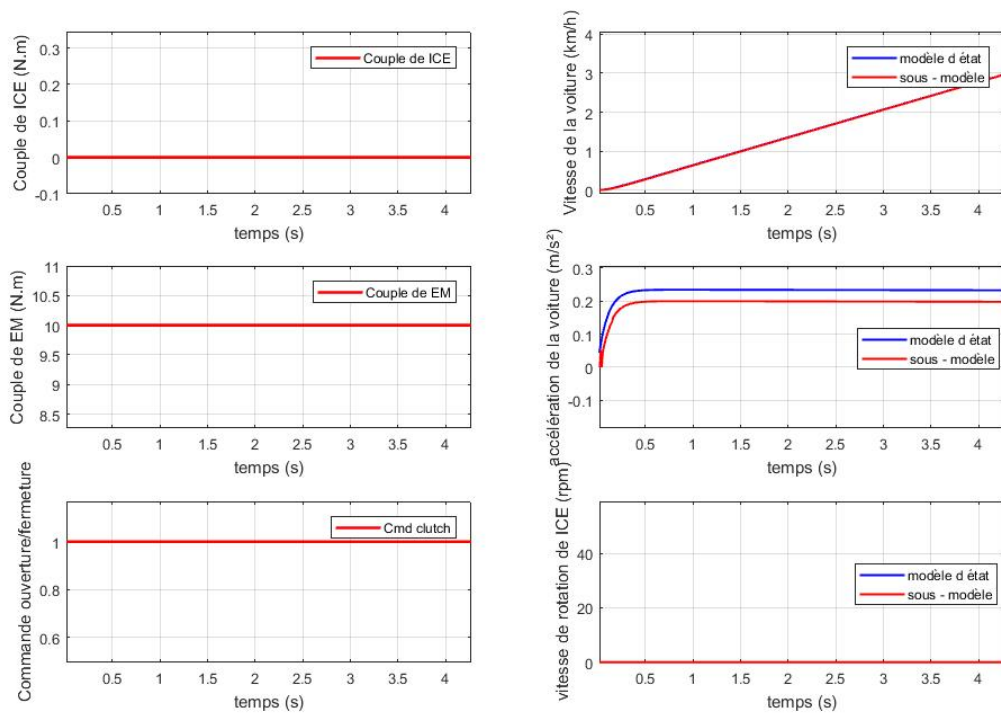 Couple de ICE (N.m)
0.3
0.2
0.1
0
-0.1
Couple de ICE
0.5 1 1.5 2 2.5 3 3.5 4
temps (s)
Vitesse de la voiture (km/h)
4
3
2
1
0
modèle d état
sous - modèle
0.5 1 1.5 2 2.5 3 3.5 4
temps (s)
Couple de EM (N.m)
11
10.5
10
9.5
9
8.5
Couple de EM
0.5 1 1.5 2 2.5 3 3.5 4
temps (s)
accélération de la voiture (m/s²)
0.3
0.2
0.1
0
-0.1
modèle d état
sous - modèle
0.5 1 1.5 2 2.5 3 3.5 4
temps (s)
Commande ouverture/fermeture
1
0.8
0.6
Cmd clutch
0.5 1 1.5 2 2.5 3 3.5 4
temps (s)
vitesse de rotation de ICE (rpm)
40
20
0
modèle d état
sous - modèle
0.5 1 1.5 2 2.5 3 3.5 4
temps (s)